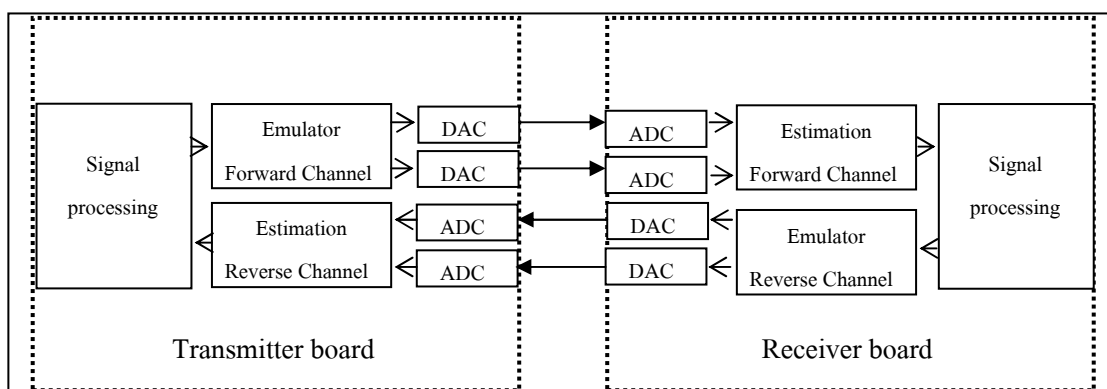 Signal
processing
Emulator
Forward Channel
DAC
DAC
Estimation
Reverse Channel
ADC
ADC
Transmitter board
ADC
ADC
Estimation
Forward Channel
DAC
DAC
Emulator
Reverse Channel
Signal
processing
Receiver board